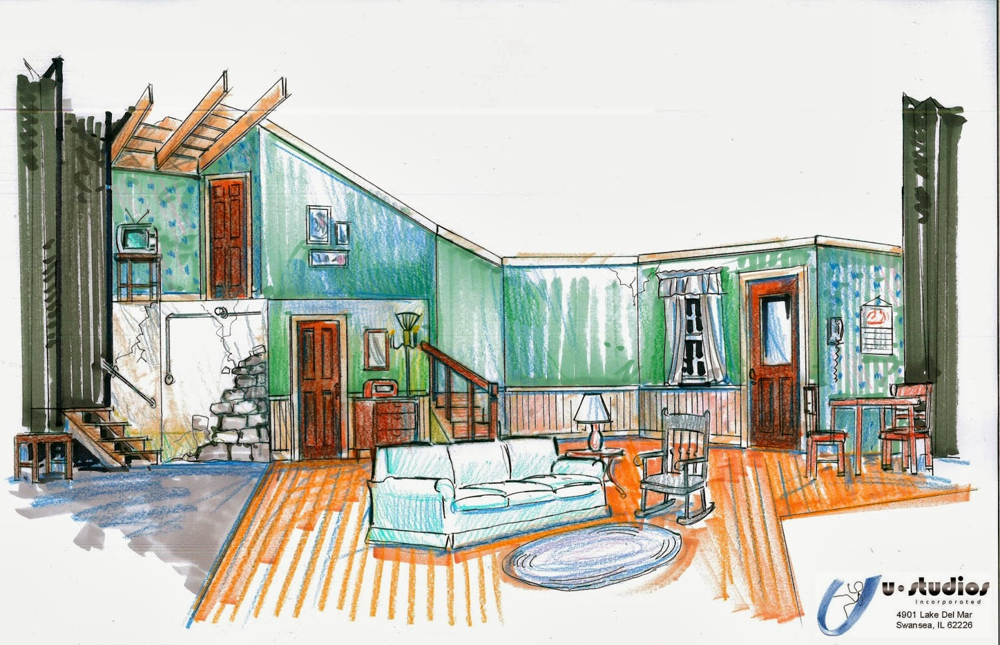 u·studios
incorporated
4901 Lake Del Mar
Swansea, IL 62226